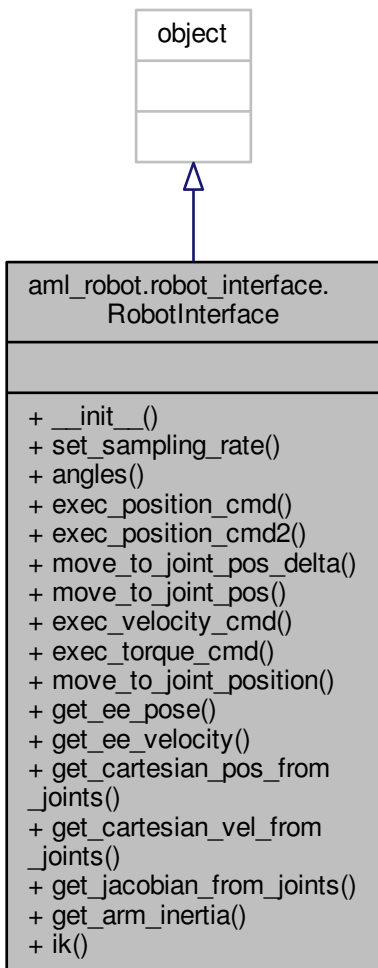 object
aml_robot.robot_interface.
RobotInterface
+ __init__()
+ set_sampling_rate()
+ angles()
+ exec_position_cmd()
+ exec_position_cmd2()
+ move_to_joint_pos_delta()
+ move_to_joint_pos()
+ exec_velocity_cmd()
+ exec_torque_cmd()
+ move_to_joint_position()
+ get_ee_pose()
+ get_ee_velocity()
+ get_cartesian_pos_from
_joints()
+ get_cartesian_vel_from
_joints()
+ get_jacobian_from_joints()
+ get_arm_inertia()
+ ik()